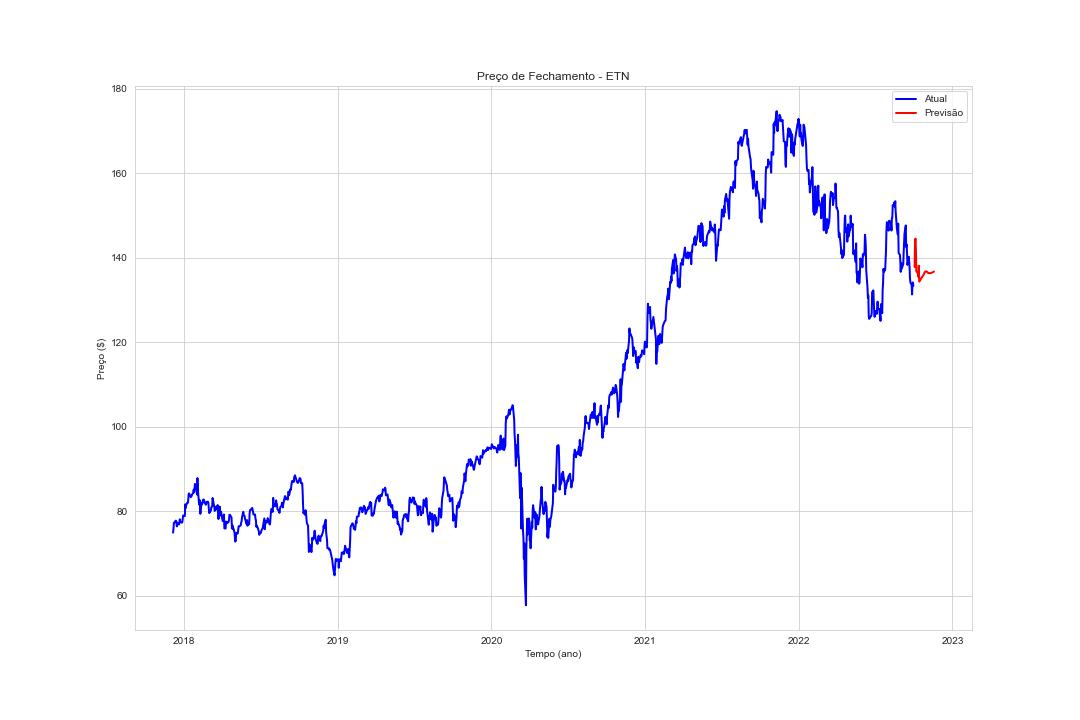 Preço de Fechamento - ETN
Atual
Previsão
180
160
140
120
100
80
60
Preço ($)
2018
2019
2020
2021
2022
2023
Tempo (ano)